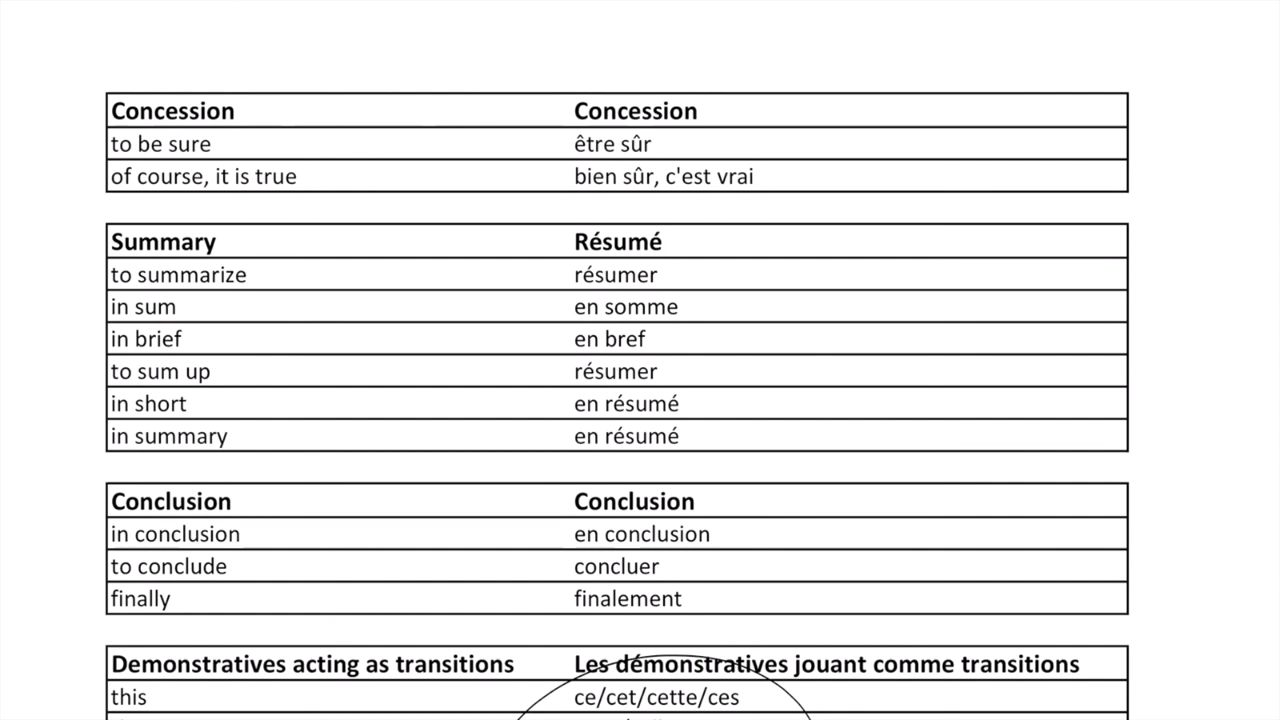 Concession Concession
to be sure être sûr
of course, it is true bien sûr, c'est vrai
Summary Résumé
to summarize résumer
in sum en somme
in brief en bref
to sum up résumer
in short en résumé
in summary en résumé
Conclusion Conclusion
in conclusion en conclusion
to conclude concluer
finally finalement
Demonstratives acting as transitions Les démonstratives jouant comme transitions
this ce/cet/cette/ces